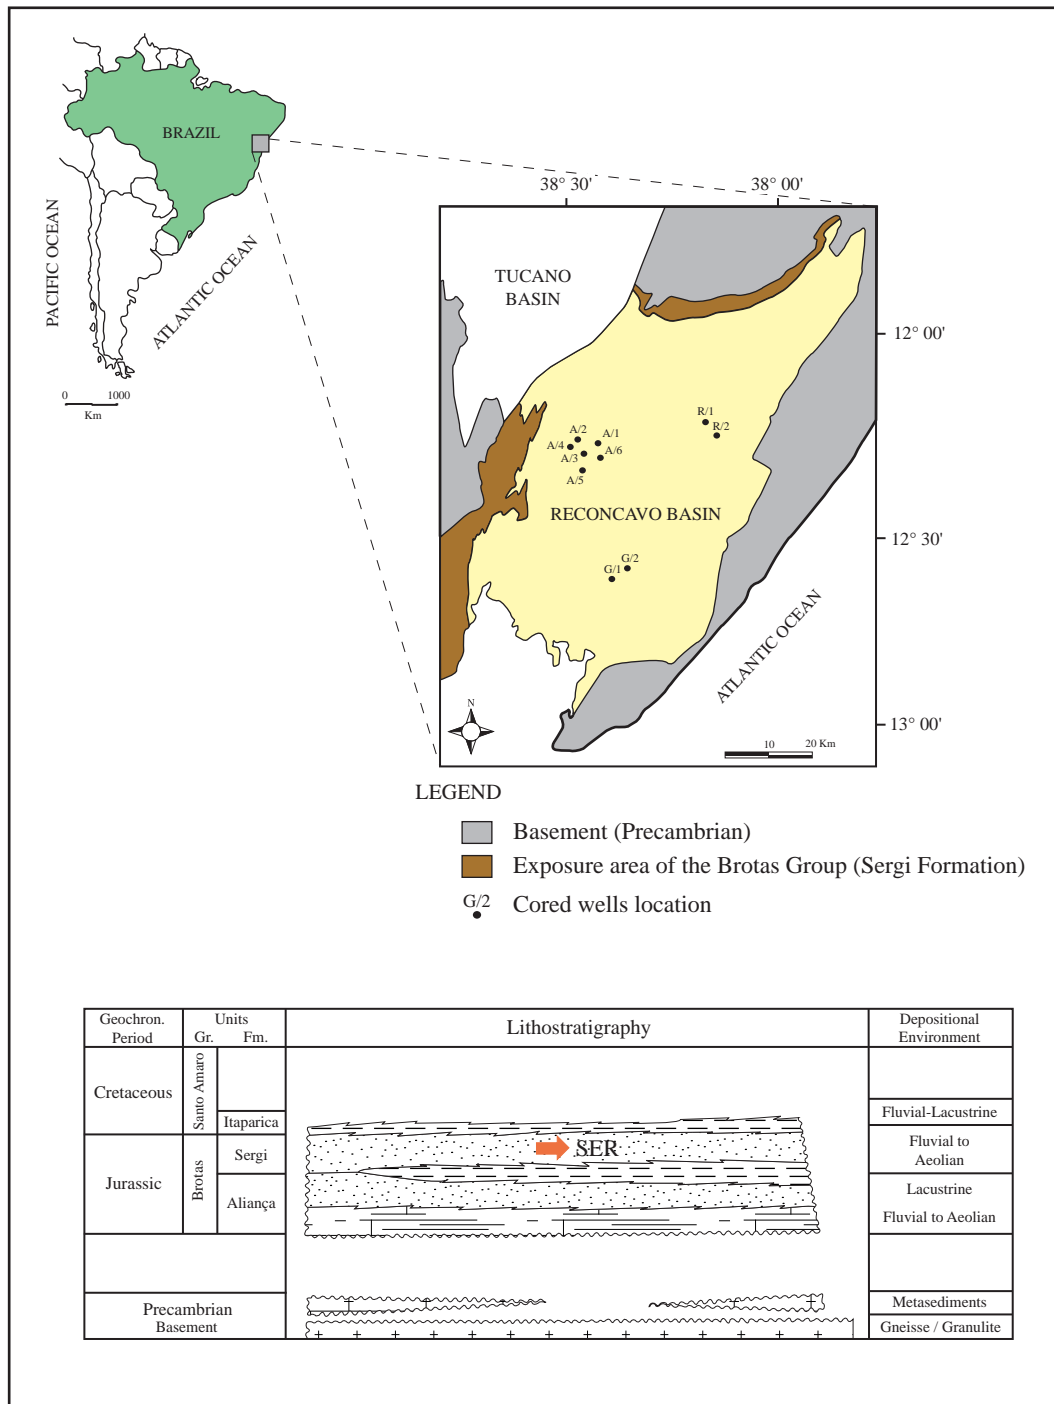 BRAZIL
PACIFIC OCEAN
ATLANTIC OCEAN
0 1000
Km
38° 30' 38° 00'
TUCANO
BASIN
12° 00'
R/1
R/2
A/2 A/1
A/4
A/3 A/6
A/5
RECONCAVO BASIN
12° 30'
G/2
G/1
ATLANTIC OCEAN
N
13° 00'
10 20 Km
LEGEND
Basement (Precambrian)
Exposure area of the Brotas Group (Sergi Formation)
G/2 Cored wells location
Geochron.
Period
Units
Gr. Fm.
Lithostratigraphy
Depositional
Environment
Cretaceous
Santo Amaro
Itaparica
Fluvial-Lacustrine
Jurassic
Brotas
Sergi
SER
Fluvial to
Aeolian
Aliança
Lacustrine
Fluvial to Aeolian
Precambrian
Basement
Metasediments
Gneisse / Granulite